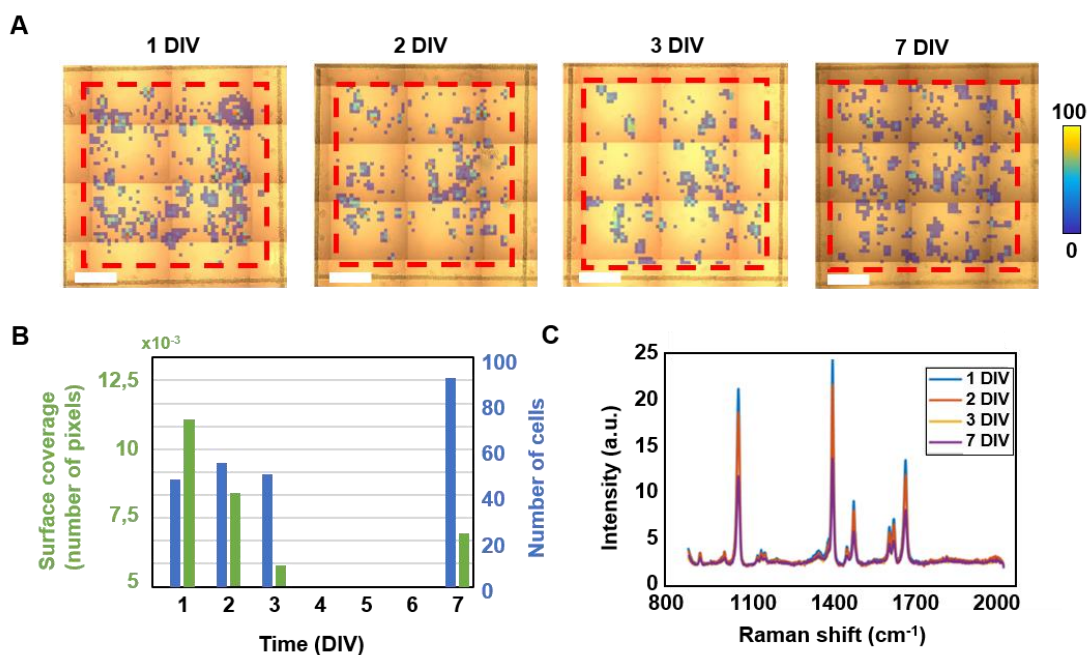 A
1 DIV
2 DIV
3 DIV
7 DIV
100
0
B
x10-3
12,5
10
7,5
5
Surface coverage
(number of pixels)
100
80
60
40
20
0
Number of cells
1 2 3 4 5 6 7
Time (DIV)
C
25
20
15
10
5
0
Intensity (a.u.)
1 DIV
2 DIV
3 DIV
7 DIV
800 1100 1400 1700 2000
Raman shift (cm-1)